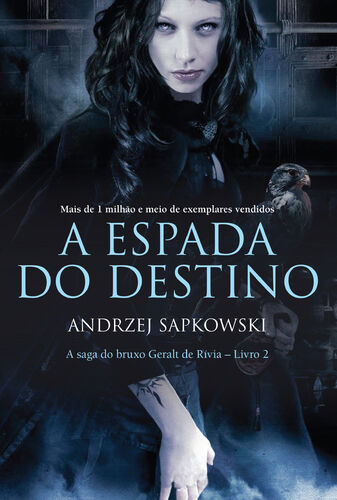 Mais de 1 milhão e meio de exemplares vendidos
A ESPADA
DO DESTINO
ANDRZEJ SAPKOWSKI
A saga do bruxo Geralt de Rívia – Livro 2